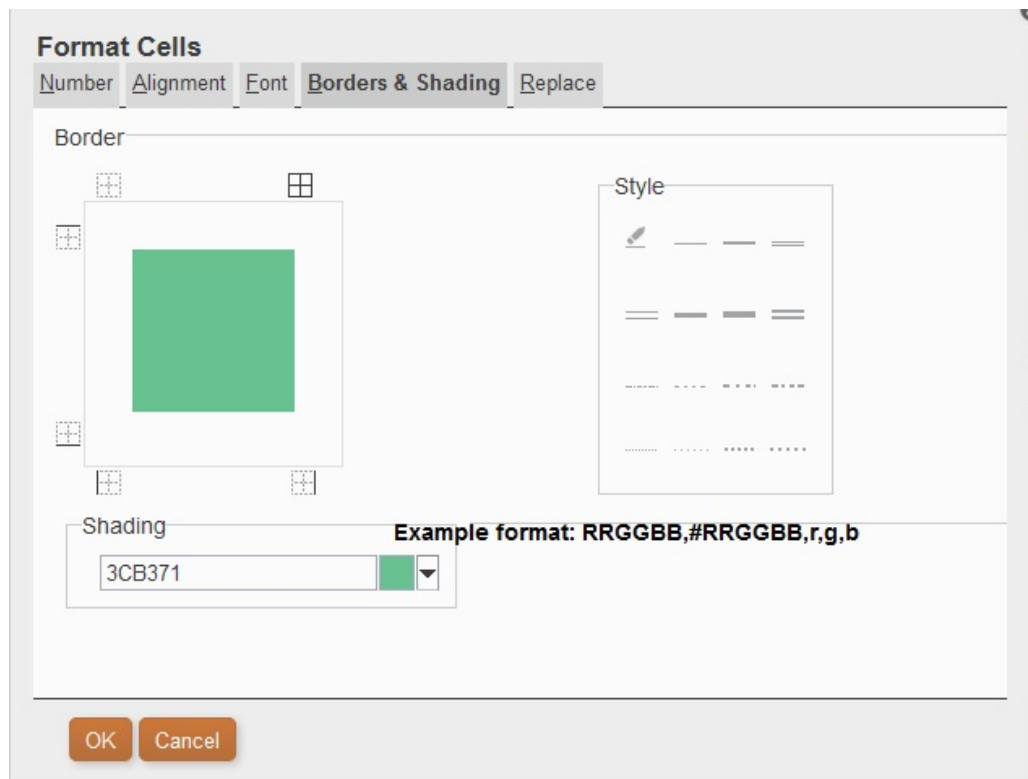 Format Cells
Number Alignment Font Borders & Shading Replace
Border
Style
Shading
Example format: RRGGBB,#RRGGBB,r,g,b
3CB371
OK Cancel